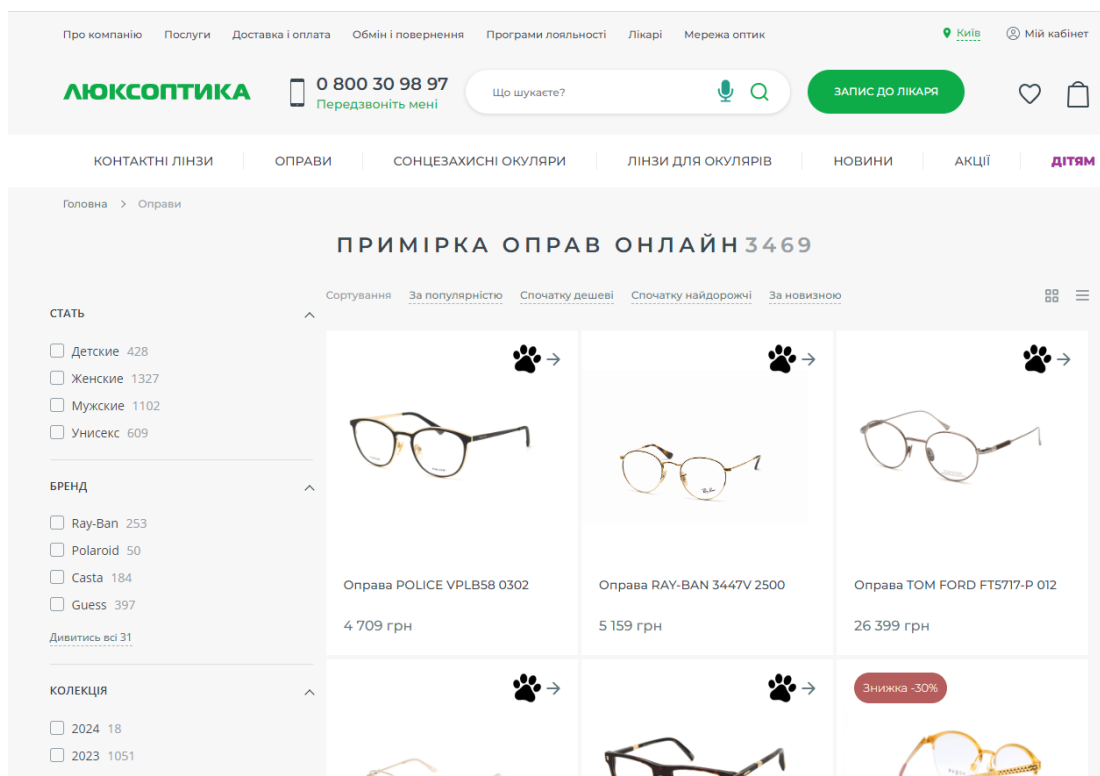 Про компанію Послуги Доставка і оплата Обмін і повернення Програми лояльності Лікарі Мережа оптик Київ Мій кабінет
ЛЮКСОПТИКА 0 800 30 98 97 Передзвоніть мені Що шукаєте? ЗАПИС ДО ЛІКАРЯ
КОНТАКТНІ ЛІНЗИ ОПРАВИ СОНЦЕЗАХИСНІ ОКУЛЯРИ ЛІНЗИ ДЛЯ ОКУЛЯРІВ НОВИНИ АКЦІЇ ДІТЯМ
Головна > Оправи
ПРИМІРКА ОПРАВ ОНЛАЙН 3469
Сортування За популярністю Спочатку дешеві Спочатку найдорожчі За новизною
СТАТЬ
Детские 428
Женские 1327
Мужские 1102
Унисекс 609
БРЕНД
Ray-Ban 253
Polaroid 50
Casta 184
Guess 397
Дивитись всі 31
КОЛЕКЦІЯ
2024 18
2023 1051
Оправа POLICE VPLB58 0302
4 709 грн
Оправа RAY-BAN 3447V 2500
5 159 грн
Оправа TOM FORD FT5717-P 012
26 399 грн
Знижка -30%